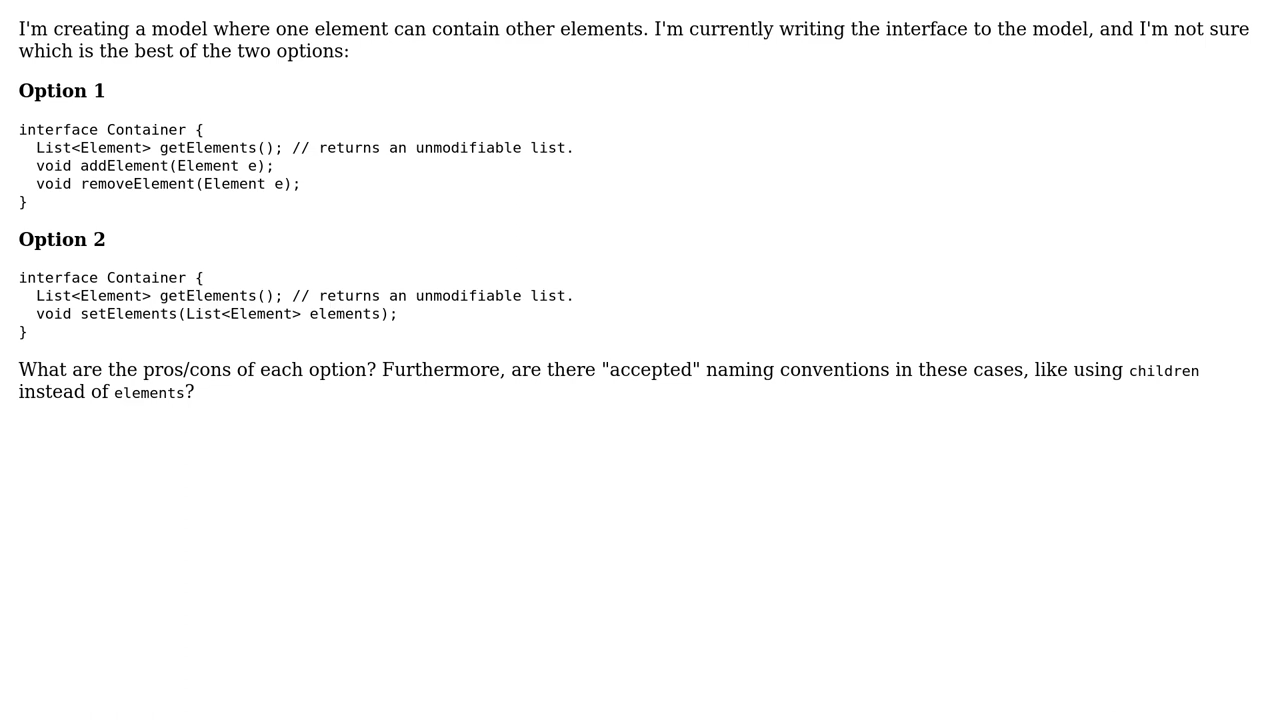 I'm creating a model where one element can contain other elements. I'm currently writing the interface to the model, and I'm not sure
which is the best of the two options:
Option 1
interface Container {
  List<Element> getElements(); // returns an unmodifiable list.
  void addElement(Element e);
  void removeElement(Element e);
}
Option 2
interface Container {
  List<Element> getElements(); // returns an unmodifiable list.
  void setElements(List<Element> elements);
}
What are the pros/cons of each option? Furthermore, are there "accepted" naming conventions in these cases, like using children
instead of elements?